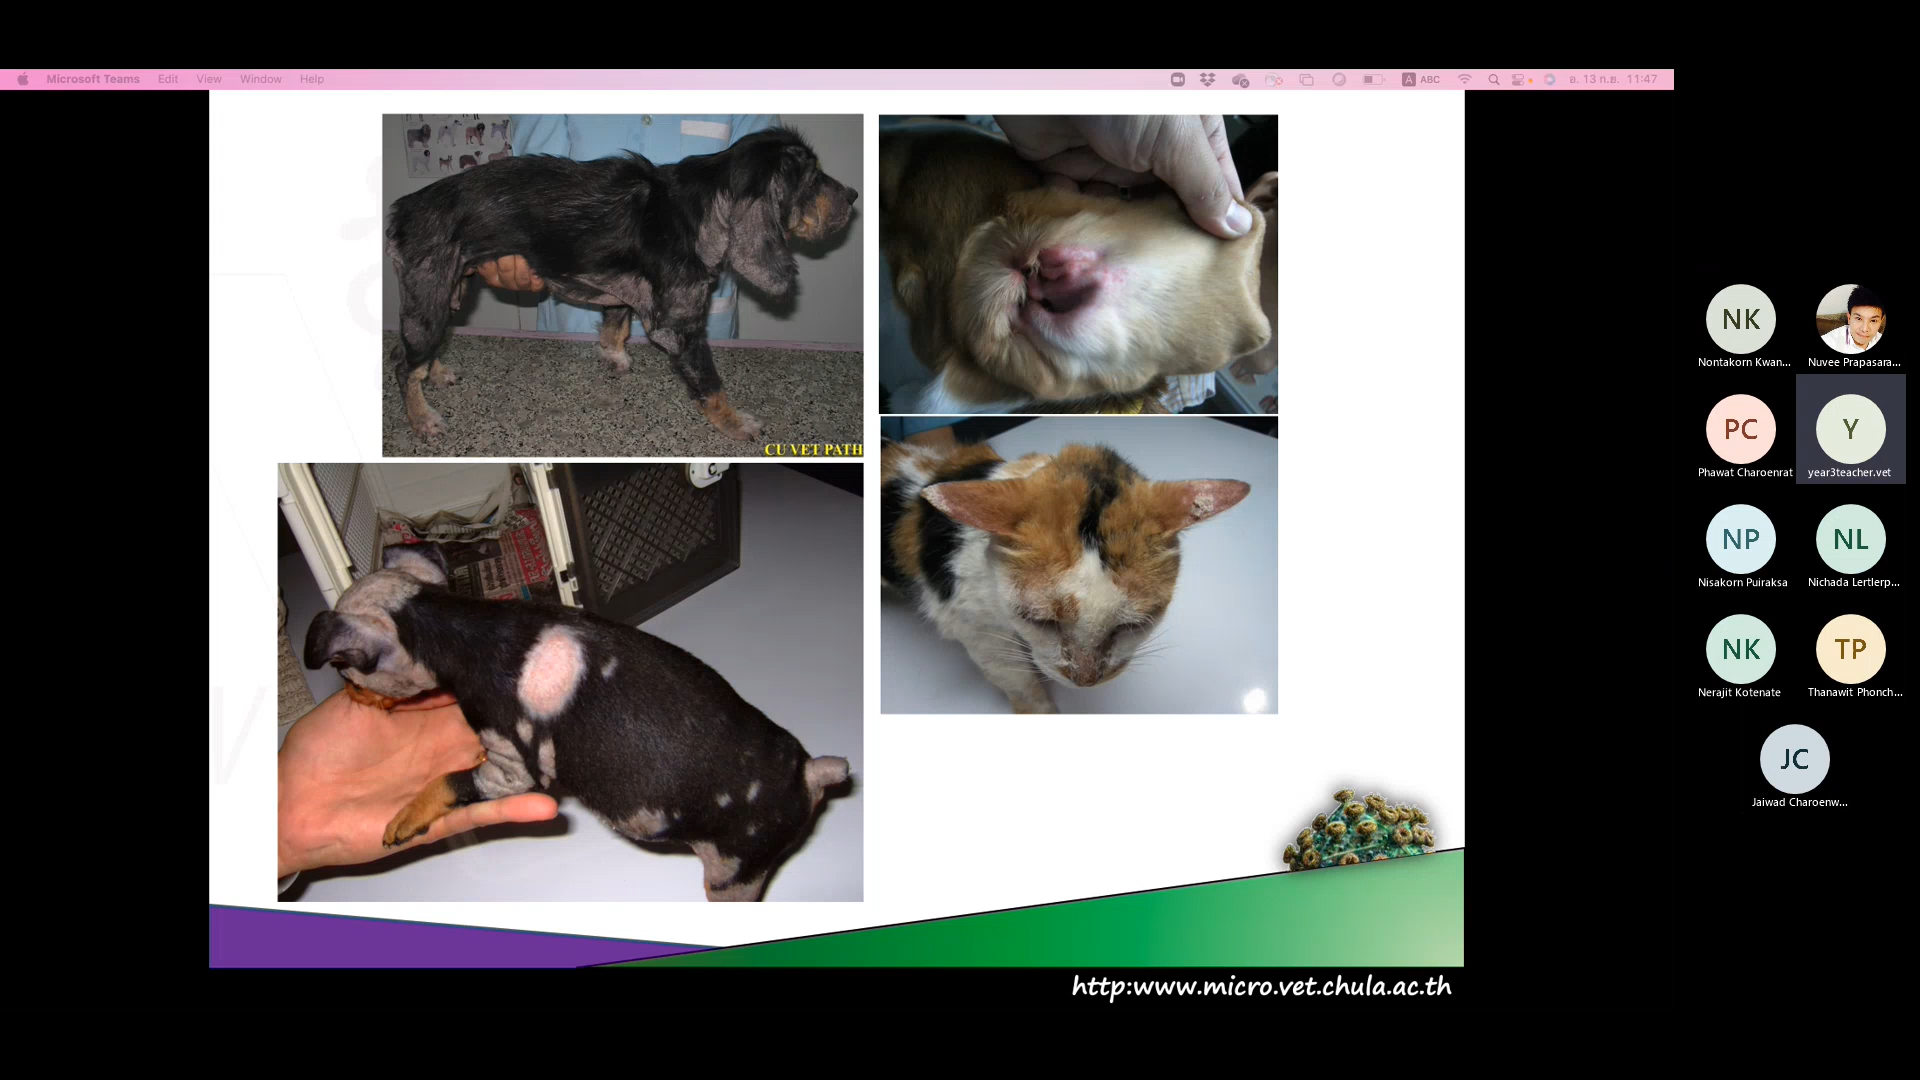 Microsoft Teams Edit View Window Help
A ABC อ. 13 ก.ย. 11:47
CU VET PATH
NK
Nontakorn Kwan...
Nuvee Prapasara...
PC
Phawat Charoenrat
Y
year3teacher.vet
NP
Nisakorn Puiraksa
NL
Nichada Lertlerp...
NK
Nerajit Kotenate
TP
Thanawit Phonch...
JC
Jaiwad Charoenw...
http:www.micro.vet.chula.ac.th